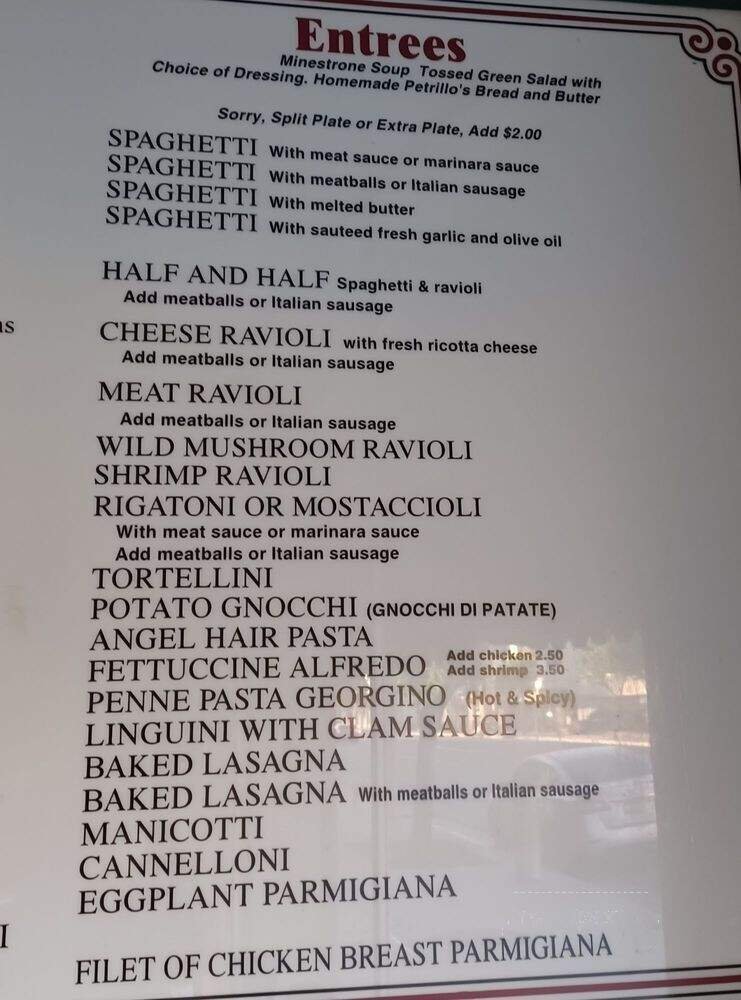 Entrees
Minestrone Soup Tossed Green Salad with
Choice of Dressing. Homemade Petrillo's Bread and Butter
Sorry, Split Plate or Extra Plate, Add $2.00
SPAGHETTI With meat sauce or marinara sauce
SPAGHETTI With meatballs or Italian sausage
SPAGHETTI With melted butter
SPAGHETTI With sauteed fresh garlic and olive oil
HALF AND HALF Spaghetti & ravioli
Add meatballs or Italian sausage
CHEESE RAVIOLI with fresh ricotta cheese
Add meatballs or Italian sausage
MEAT RAVIOLI
Add meatballs or Italian sausage
WILD MUSHROOM RAVIOLI
SHRIMP RAVIOLI
RIGATONI OR MOSTACCIOLI
With meat sauce or marinara sauce
Add meatballs or Italian sausage
TORTELLINI
POTATO GNOCCHI (GNOCCHI DI PATATE)
ANGEL HAIR PASTA
FETTUCCINE ALFREDO Add chicken 2.50
Add shrimp 3.50
PENNE PASTA GEORGINO (Hot & Spicy)
LINGUINI WITH CLAM SAUCE
BAKED LASAGNA
BAKED LASAGNA With meatballs or Italian sausage
MANICOTTI
CANNELLONI
EGGPLANT PARMIGIANA
FILET OF CHICKEN BREAST PARMIGIANA